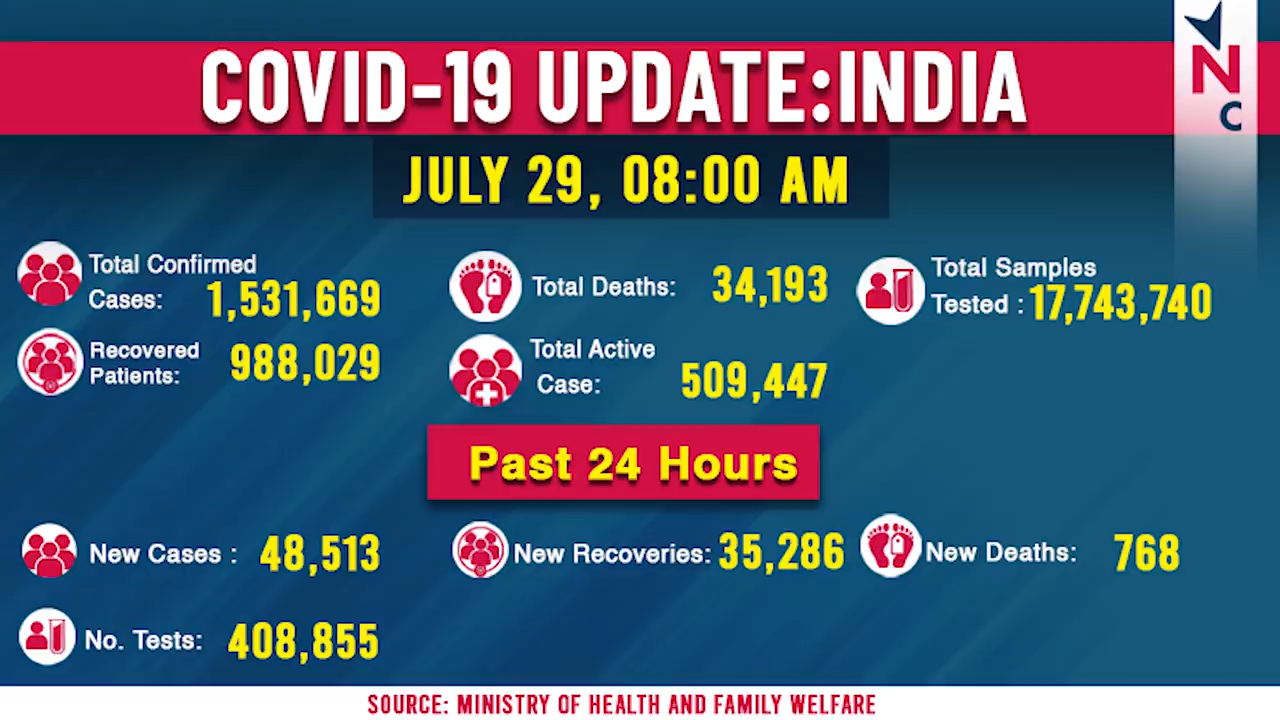 COVID-19 UPDATE:INDIA
N
C
JULY 29, 08:00 AM
Total Confirmed
Cases: 1,531,669
Total Deaths: 34,193
Total Samples
Tested : 17,743,740
Recovered
Patients: 988,029
Total Active
Case: 509,447
Past 24 Hours
New Cases : 48,513
New Recoveries: 35,286
New Deaths: 768
No. Tests: 408,855
SOURCE: MINISTRY OF HEALTH AND FAMILY WELFARE